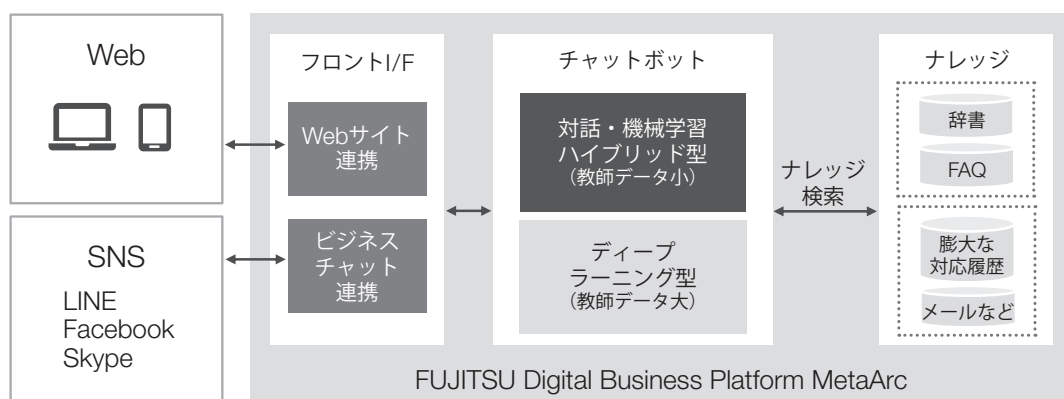 Web
SNS
LINE
Facebook
Skype
フロントI/F
Webサイト
連携
ビジネス
チャット
連携
チャットボット
対話・機械学習
ハイブリッド型
（教師データ小）
ディープ
ラーニング型
（教師データ大）
ナレッジ
検索
ナレッジ
辞書
FAQ
膨大な
対応履歴
メールなど
FUJITSU Digital Business Platform MetaArc